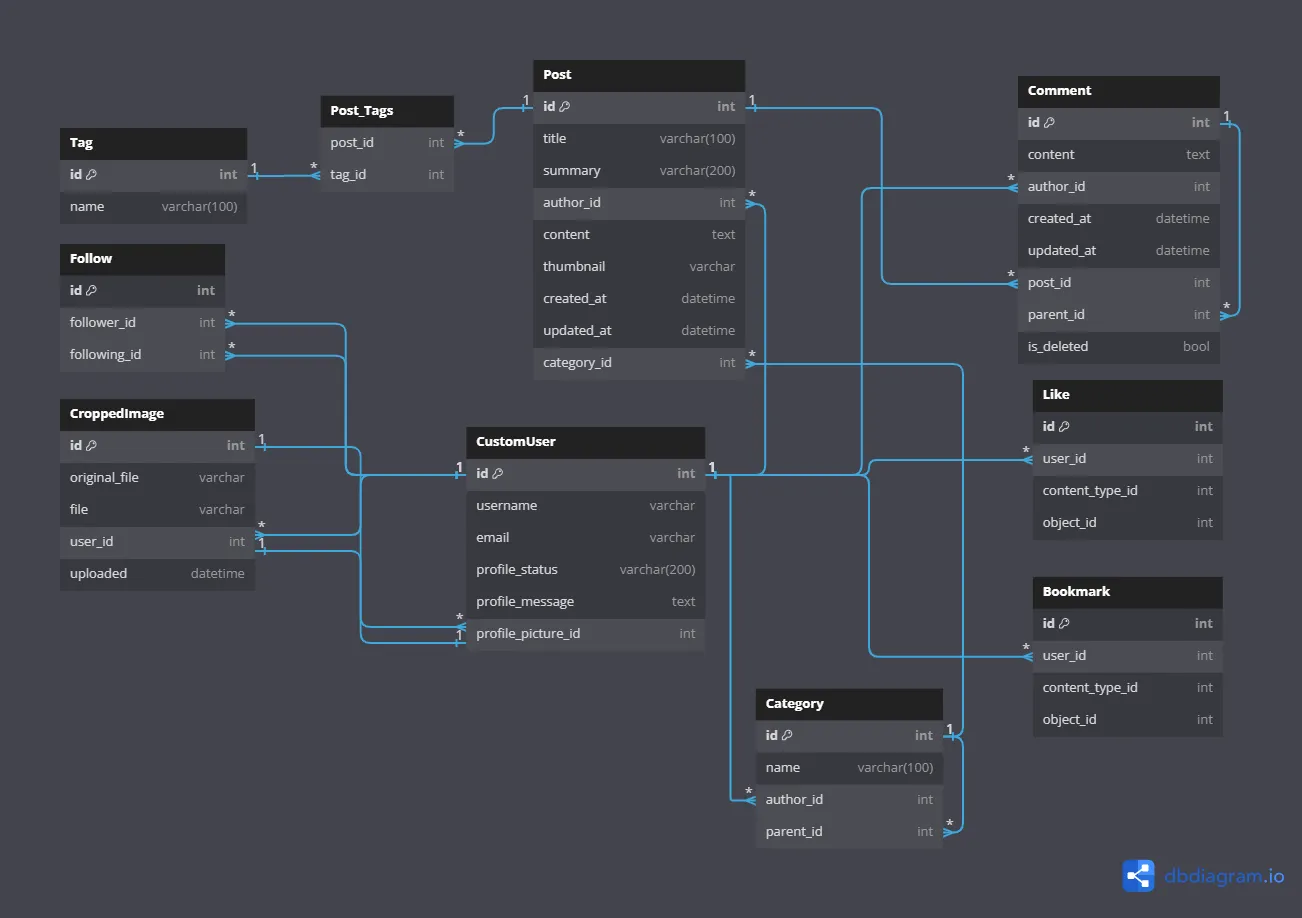 Post
id int
title varchar(100)
summary varchar(200)
author_id int
content text
thumbnail varchar
created_at datetime
updated_at datetime
category_id int
Comment
id int
content text
author_id int
created_at datetime
updated_at datetime
post_id int
parent_id int
is_deleted bool
Post_Tags
post_id int
tag_id int
Tag
id int
name varchar(100)
Follow
id int
follower_id int
following_id int
CroppedImage
id int
original_file varchar
file varchar
user_id int
uploaded datetime
CustomUser
id int
username varchar
email varchar
profile_status varchar(200)
profile_message text
profile_picture_id int
Like
id int
user_id int
content_type_id int
object_id int
Bookmark
id int
user_id int
content_type_id int
object_id int
Category
id int
name varchar(100)
author_id int
parent_id int
1 * * 1
1 * * * 1 *
* * 1 * 1
* * 1 1 * *
* 1 1 * * *
dbdiagram.io